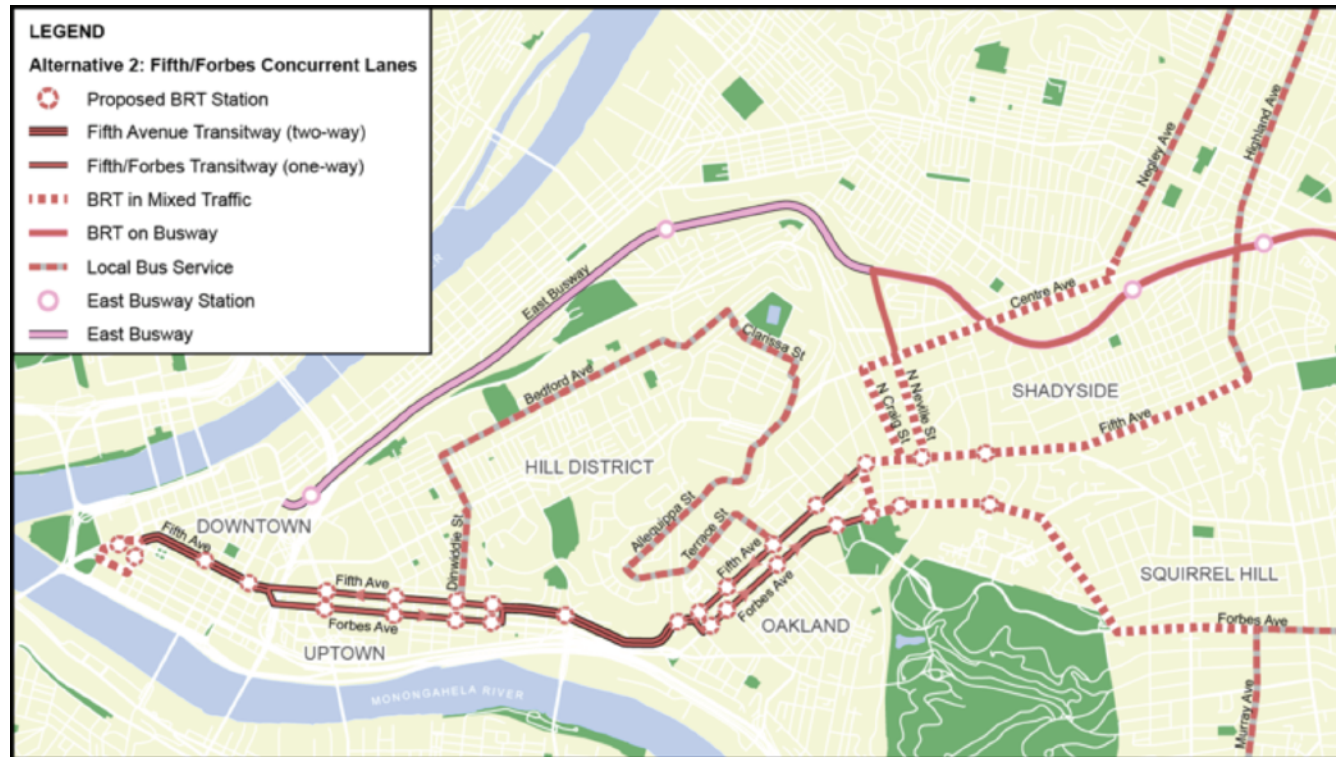 LEGEND
Alternative 2: Fifth/Forbes Concurrent Lanes
Proposed BRT Station
Fifth Avenue Transitway (two-way)
Fifth/Forbes Transitway (one-way)
BRT in Mixed Traffic
BRT on Busway
Local Bus Service
East Busway Station
East Busway
Negley Ave
Highland Ave
East Busway
Centre Ave
Clarissa St
Bedford Ave
N Craig St
N Neville St
SHADYSIDE
Fifth Ave
HILL DISTRICT
DOWNTOWN
Fifth Ave
Dinwiddie St
Allequippa St
Terrace St
Fifth Ave
Forbes Ave
SQUIRREL HILL
Fifth Ave
Forbes Ave
OAKLAND
Forbes Ave
UPTOWN
MONONGAHELA RIVER
Murray Ave